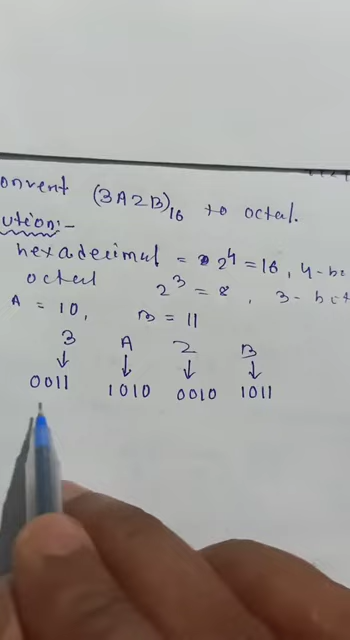 onvent (3A2B)16 to octal.
ution:-
hexadecimal = 2^4 = 16, 4-b
octal 2^3 = 8, 3-bit
A = 10, B = 11
3 A 2 B
↓ ↓ ↓ ↓
0011 1010 0010 1011